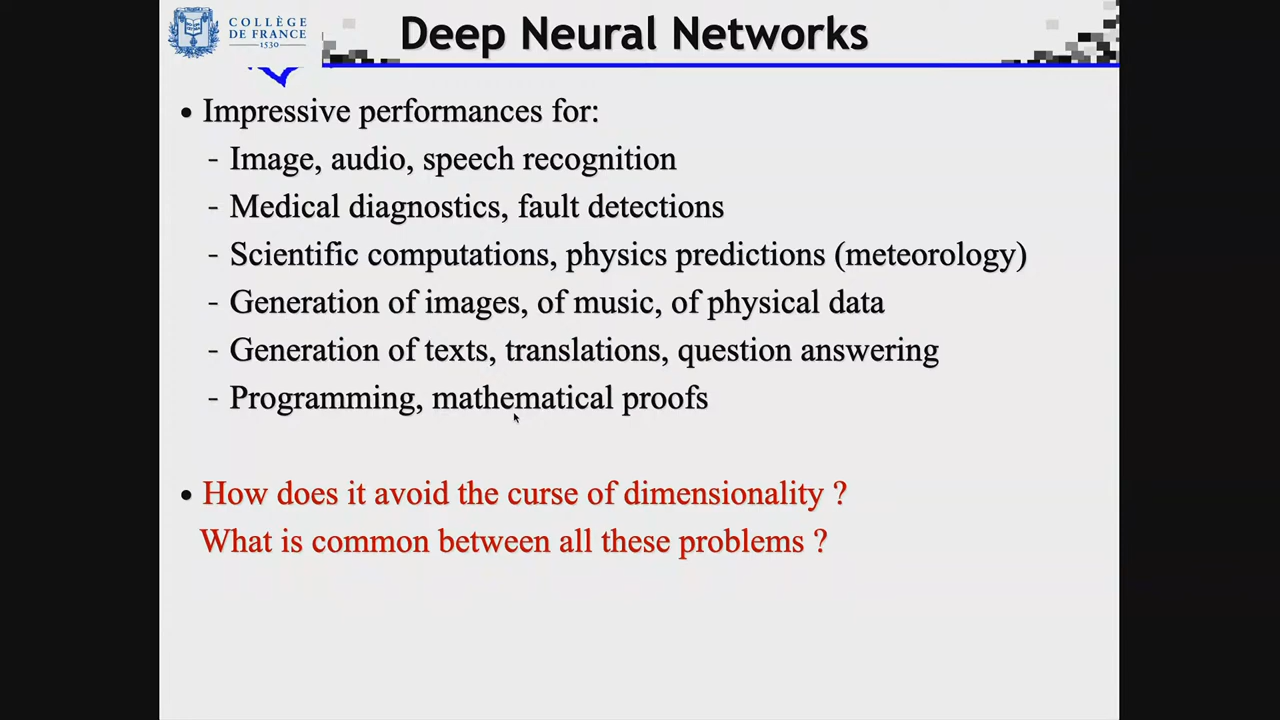 COLLÈGE
DE FRANCE
1530
Deep Neural Networks
• Impressive performances for:
- Image, audio, speech recognition
- Medical diagnostics, fault detections
- Scientific computations, physics predictions (meteorology)
- Generation of images, of music, of physical data
- Generation of texts, translations, question answering
- Programming, mathematical proofs
• How does it avoid the curse of dimensionality ?
What is common between all these problems ?